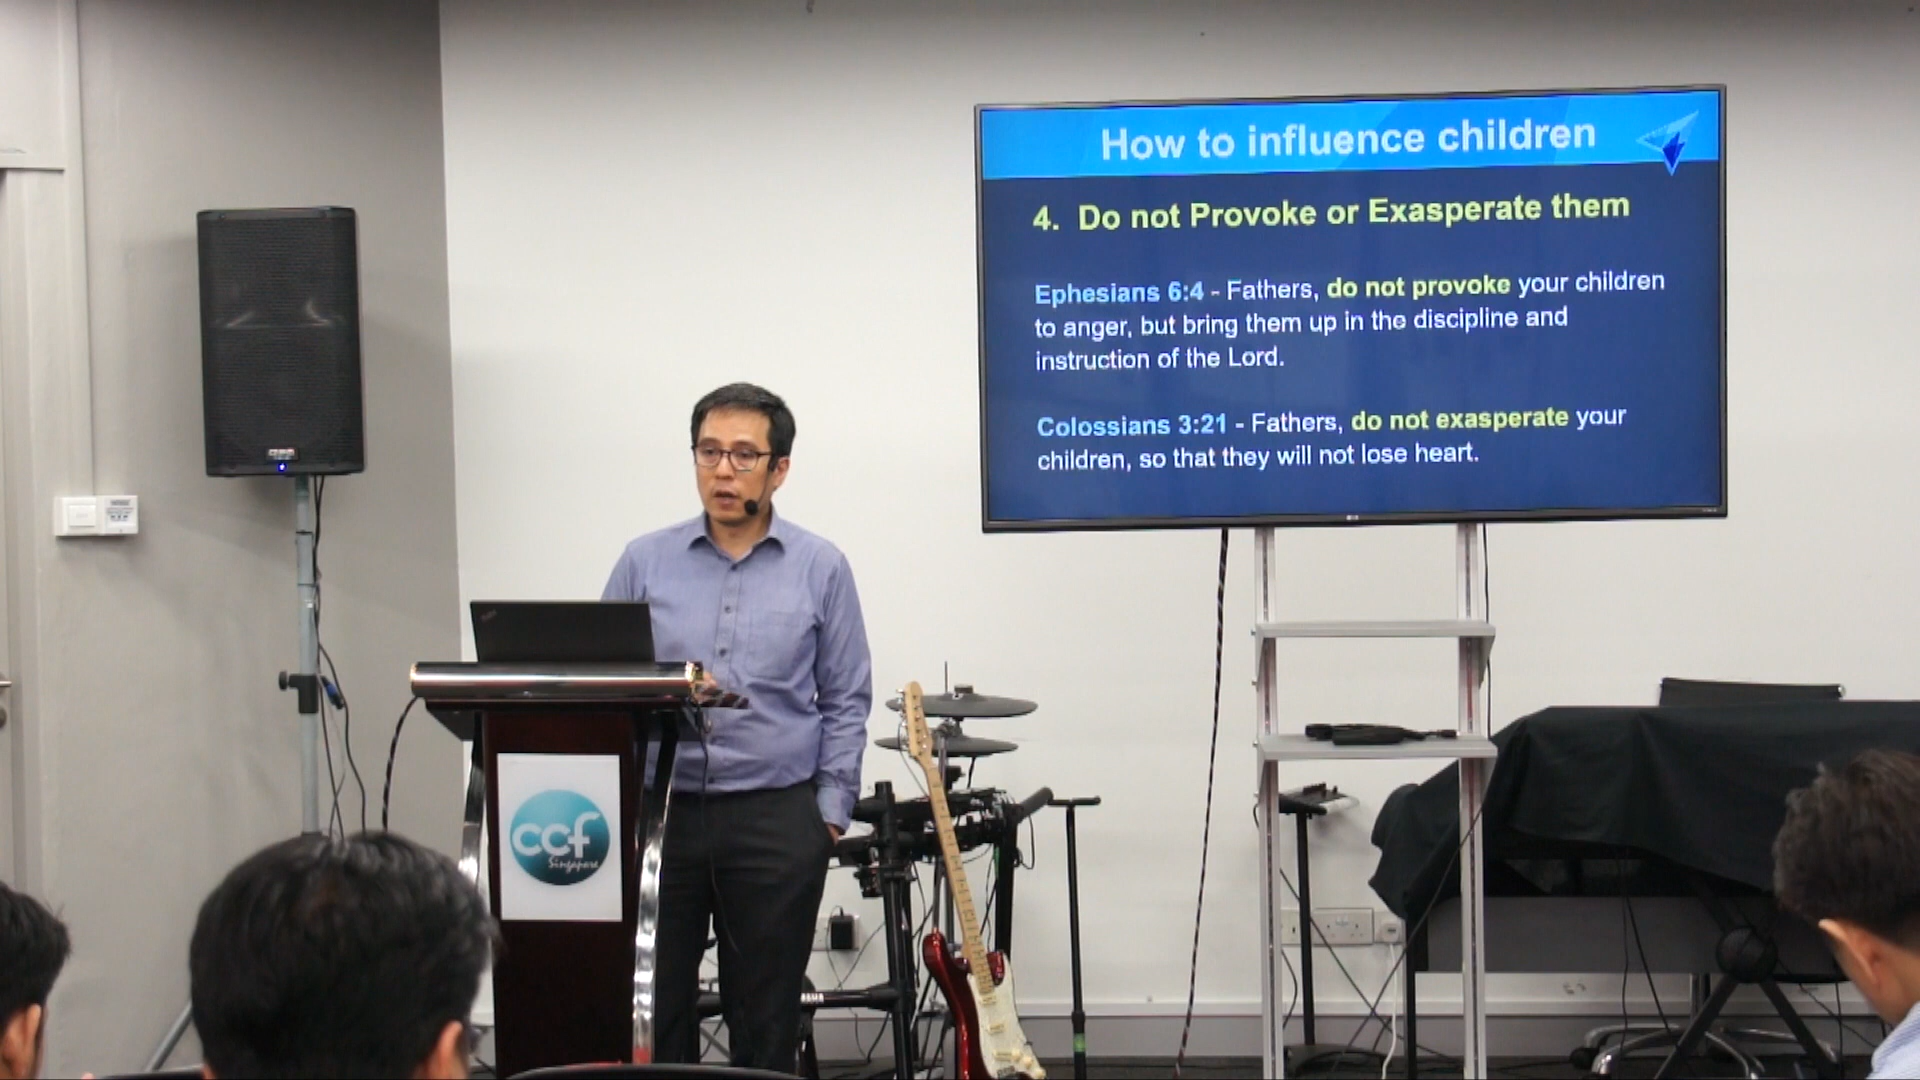 How to influence children
4. Do not Provoke or Exasperate them
Ephesians 6:4 - Fathers, do not provoke your children
to anger, but bring them up in the discipline and
instruction of the Lord.
Colossians 3:21 - Fathers, do not exasperate your
children, so that they will not lose heart.
ccf
Singapore
YAMAHA